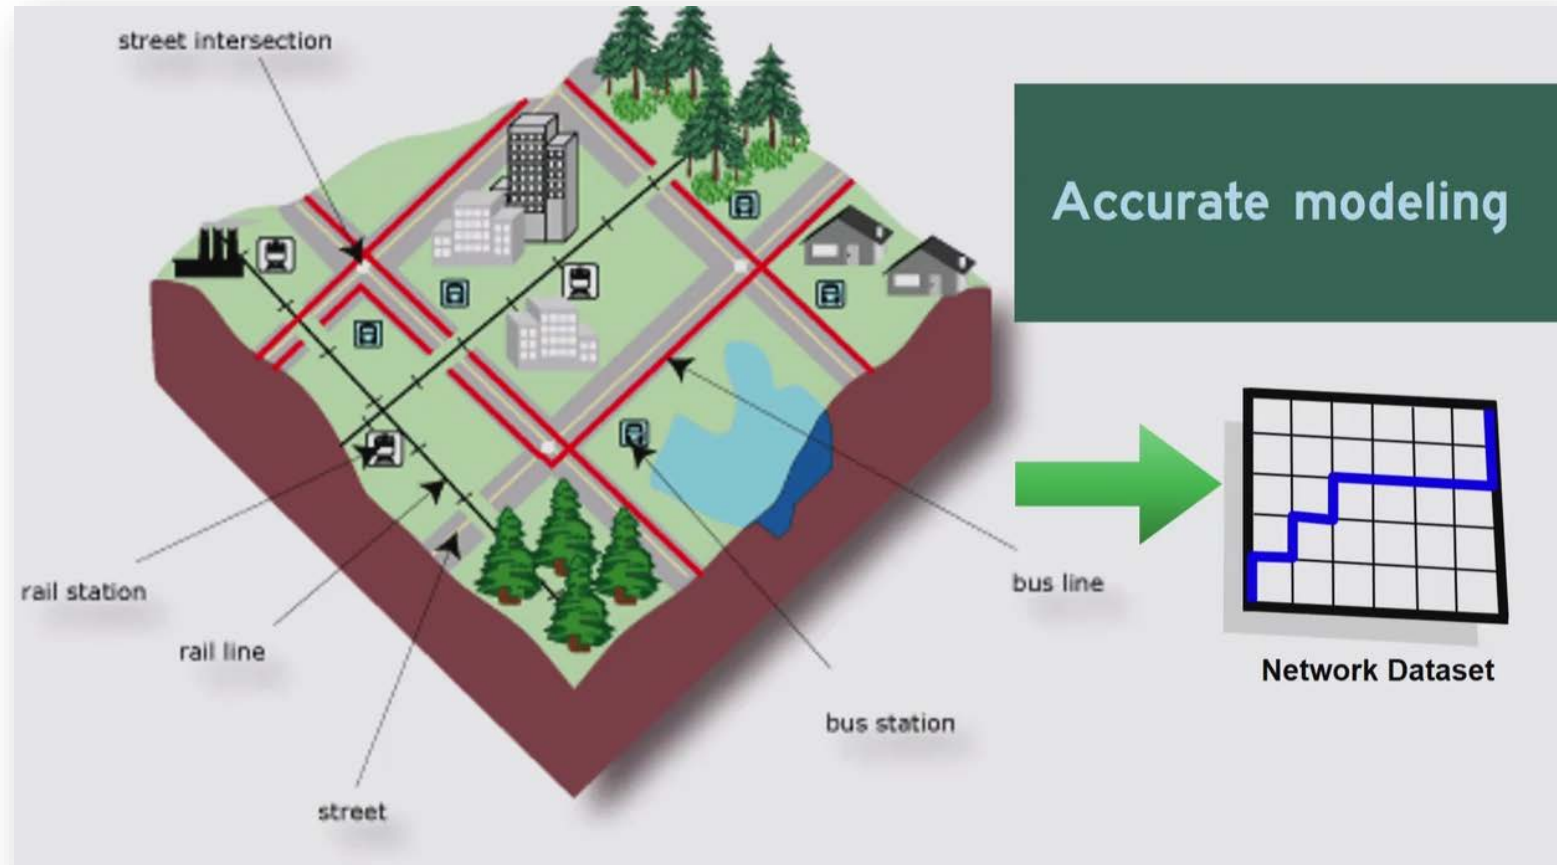 street intersection
Accurate modeling
rail station
rail line
street
bus line
bus station
Network Dataset